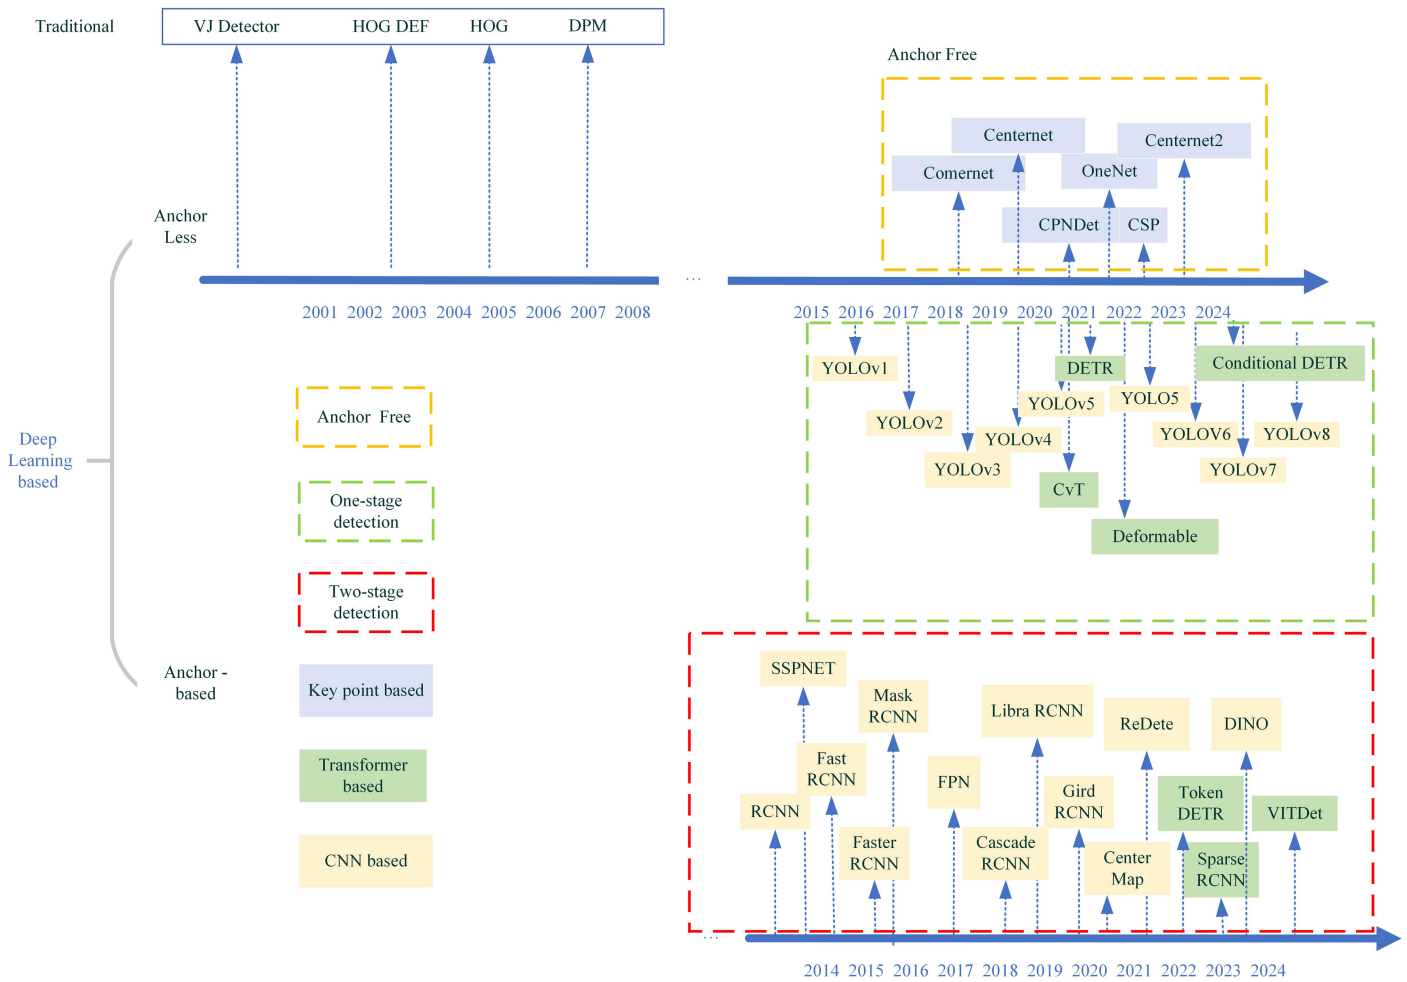 Traditional
VJ Detector
HOG DEF
HOG
DPM
Anchor Free
Centernet
Centernet2
Comernet
OneNet
CPNDet
CSP
Anchor
Less
...
2001 2002 2003 2004 2005 2006 2007 2008
2015 2016 2017 2018 2019 2020 2021 2022 2023 2024
YOLOv1
DETR
Conditional DETR
YOLOv2
YOLOv5
YOLO5
YOLOv4
YOLOV6
YOLOv8
YOLOv3
YOLOv7
CvT
Deformable
Deep
Learning
based
Anchor Free
One-stage
detection
Two-stage
detection
Anchor -
based
Key point based
Transformer
based
CNN based
SSPNET
Mask
RCNN
Libra RCNN
ReDete
DINO
Fast
RCNN
FPN
Gird
RCNN
Token
DETR
VITDet
RCNN
Faster
RCNN
Cascade
RCNN
Center
Map
Sparse
RCNN
...
2014 2015 2016 2017 2018 2019 2020 2021 2022 2023 2024